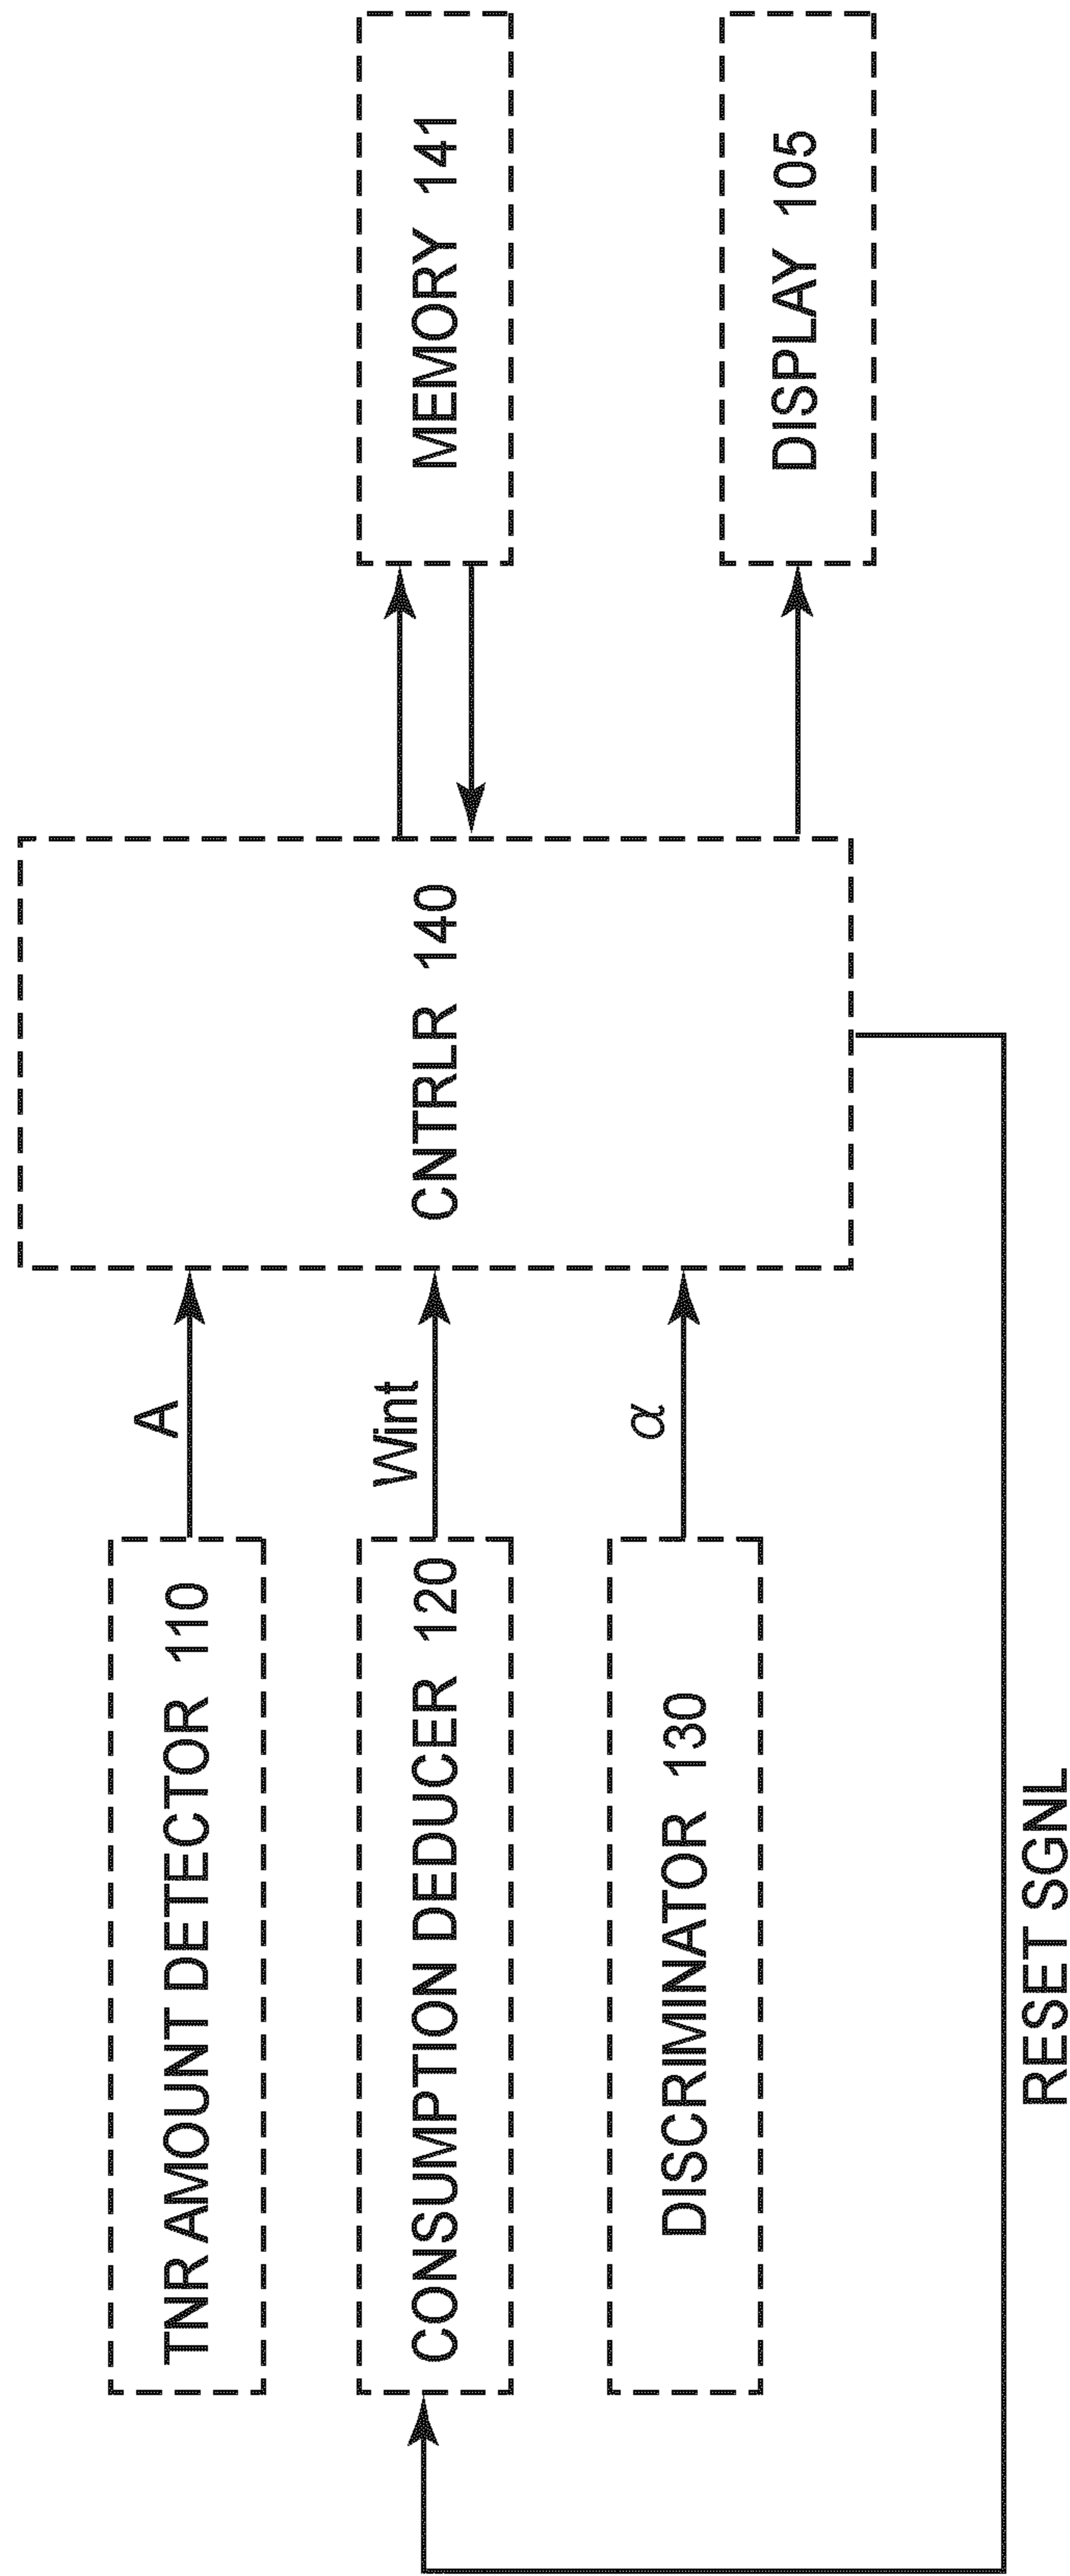 TNR AMOUNT DETECTOR 110
A
CONSUMPTION DEDUCER 120
Wint
DISCRIMINATOR 130
α
CNTRLR 140
MEMORY 141
DISPLAY 105
RESET SGNL